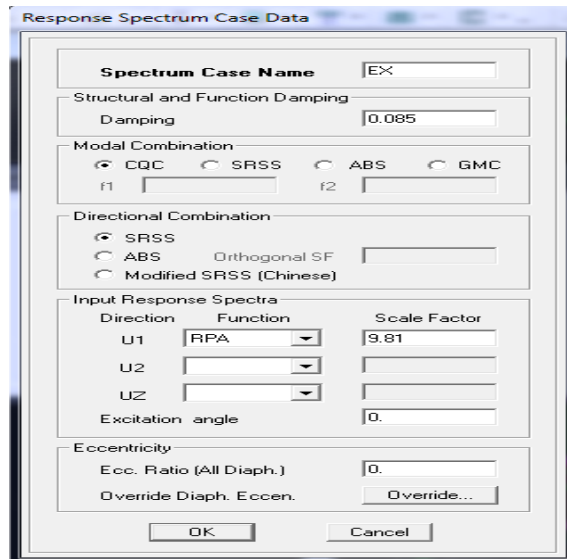 Response Spectrum Case Data
Spectrum Case Name EX
Structural and Function Damping
Damping 0.085
Modal Combination
CQC SRSS ABS GMC
f1 f2
Directional Combination
SRSS
ABS Orthogonal SF
Modified SRSS (Chinese)
Input Response Spectra
Direction Function Scale Factor
U1 RPA 9.81
U2
UZ
Excitation angle 0.
Eccentricity
Ecc. Ratio (All Diaph.) 0.
Override Diaph. Eccen. Override...
OK Cancel